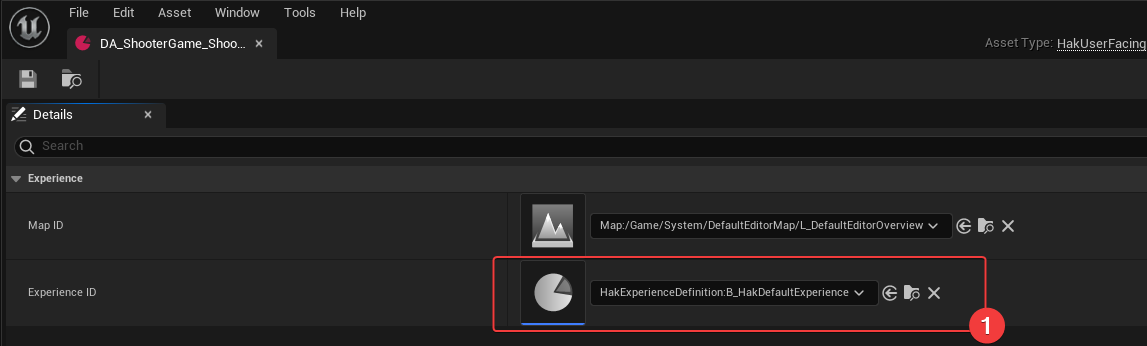 File Edit Asset Window Tools Help
DA_ShooterGame_Shoo...
Asset Type: HakUserFacing
Details
Search
Experience
Map ID
Map:/Game/System/DefaultEditorMap/L_DefaultEditorOverview
Experience ID
HakExperienceDefinition:B_HakDefaultExperience
1